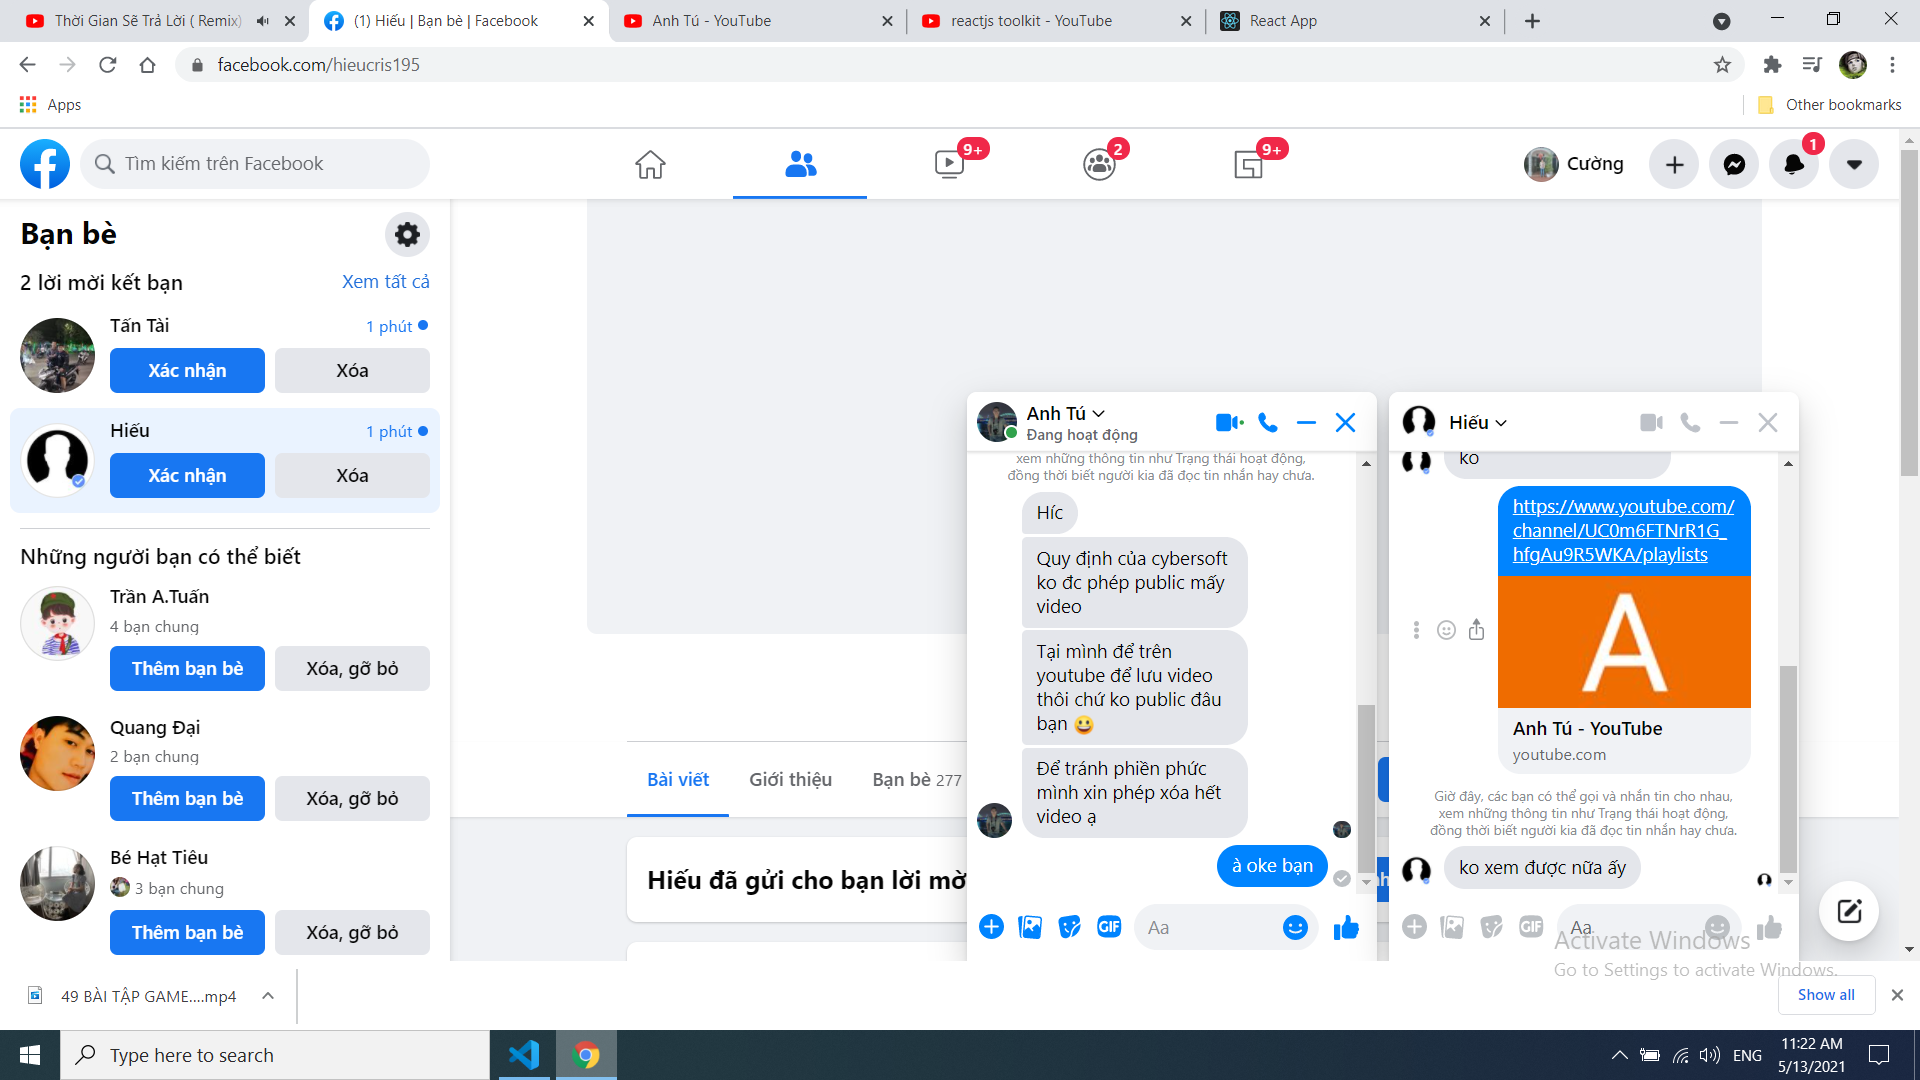 Thời Gian Sẽ Trả Lời ( Remix)
(1) Hiếu | Bạn bè | Facebook
Anh Tú - YouTube
reactjs toolkit - YouTube
React App
facebook.com/hieucris195
Apps
Other bookmarks
Tìm kiếm trên Facebook
9+
2
9+
Cường
1
Bạn bè
2 lời mời kết bạn
Xem tất cả
Tấn Tài
1 phút
Xác nhận
Xóa
Hiếu
1 phút
Xác nhận
Xóa
Những người bạn có thể biết
Trần A.Tuấn
4 bạn chung
Thêm bạn bè
Xóa, gỡ bỏ
Quang Đại
2 bạn chung
Thêm bạn bè
Xóa, gỡ bỏ
Bé Hạt Tiêu
3 bạn chung
Thêm bạn bè
Xóa, gỡ bỏ
Bài viết
Giới thiệu
Bạn bè 277
Hiếu đã gửi cho bạn lời mờ
Anh Tú
Đang hoạt động
xem những thông tin như Trạng thái hoạt động,
đồng thời biết người kia đã đọc tin nhắn hay chưa.
Híc
Quy định của cybersoft
ko đc phép public mấy
video
Tại mình để trên
youtube để lưu video
thôi chứ ko public đâu
bạn 😀
Để tránh phiền phức
mình xin phép xóa hết
video ạ
à oke bạn
GIF
Aa
Hiếu
ko
https://www.youtube.com/
channel/UC0m6FTNrR1G_
hfgAu9R5WKA/playlists
A
Anh Tú - YouTube
youtube.com
Giờ đây, các bạn có thể gọi và nhắn tin cho nhau,
xem những thông tin như Trạng thái hoạt động,
đồng thời biết người kia đã đọc tin nhắn hay chưa.
ko xem được nữa ấy
GIF
Aa
Activate Windows
Go to Settings to activate Windows.
49 BÀI TẬP GAME....mp4
Show all
Type here to search
ENG
11:22 AM
5/13/2021